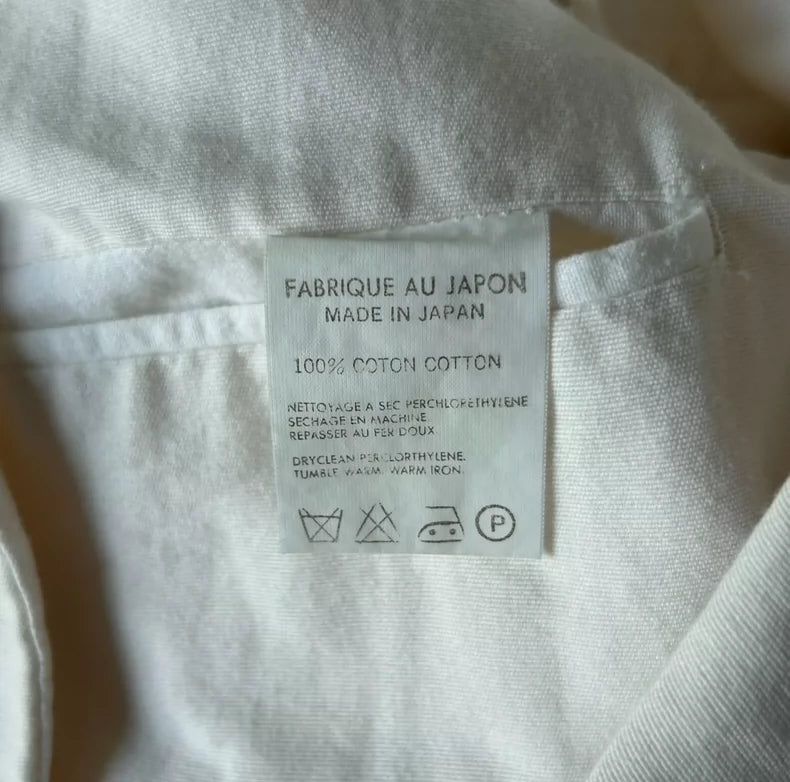 FABRIQUE AU JAPON
MADE IN JAPAN
100% COTON COTTON
NETTOYAGE A SEC PERCHLORETHYLENE
SECHAGE EN MACHINE.
REPASSER AU FER DOUX
DRYCLEAN PERCLORTHYLENE.
TUMBLE WARM. WARM IRON.
P